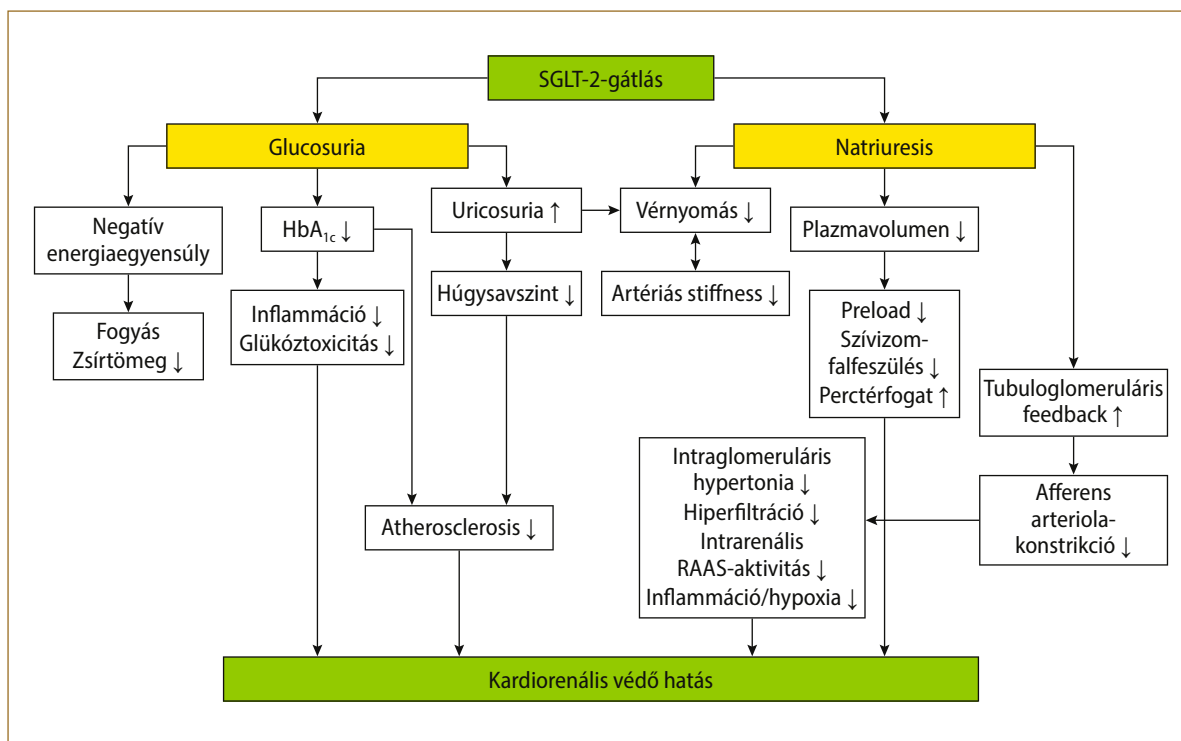 SGLT-2-gátlás
Glucosuria
Natriuresis
Negatív
energiaegyensúly
HbA1c ↓
Uricosuria ↑
Vérnyomás ↓
Plazmavolumen ↓
Fogyás
Zsírtömeg ↓
Inflammáció ↓
Glükóztoxicitás ↓
Húgysavszint ↓
Artériás stiffness ↓
Preload ↓
Szívizom-
falfeszülés ↓
Perctérfogat ↑
Tubuloglomeruláris
feedback ↑
Atherosclerosis ↓
Intraglomeruláris
hypertonia ↓
Hiperfiltráció ↓
Intrarenális
RAAS-aktivitás ↓
Inflammáció/hypoxia ↓
Afferens
arteriola-
konstrikció ↓
Kardiorenális védő hatás